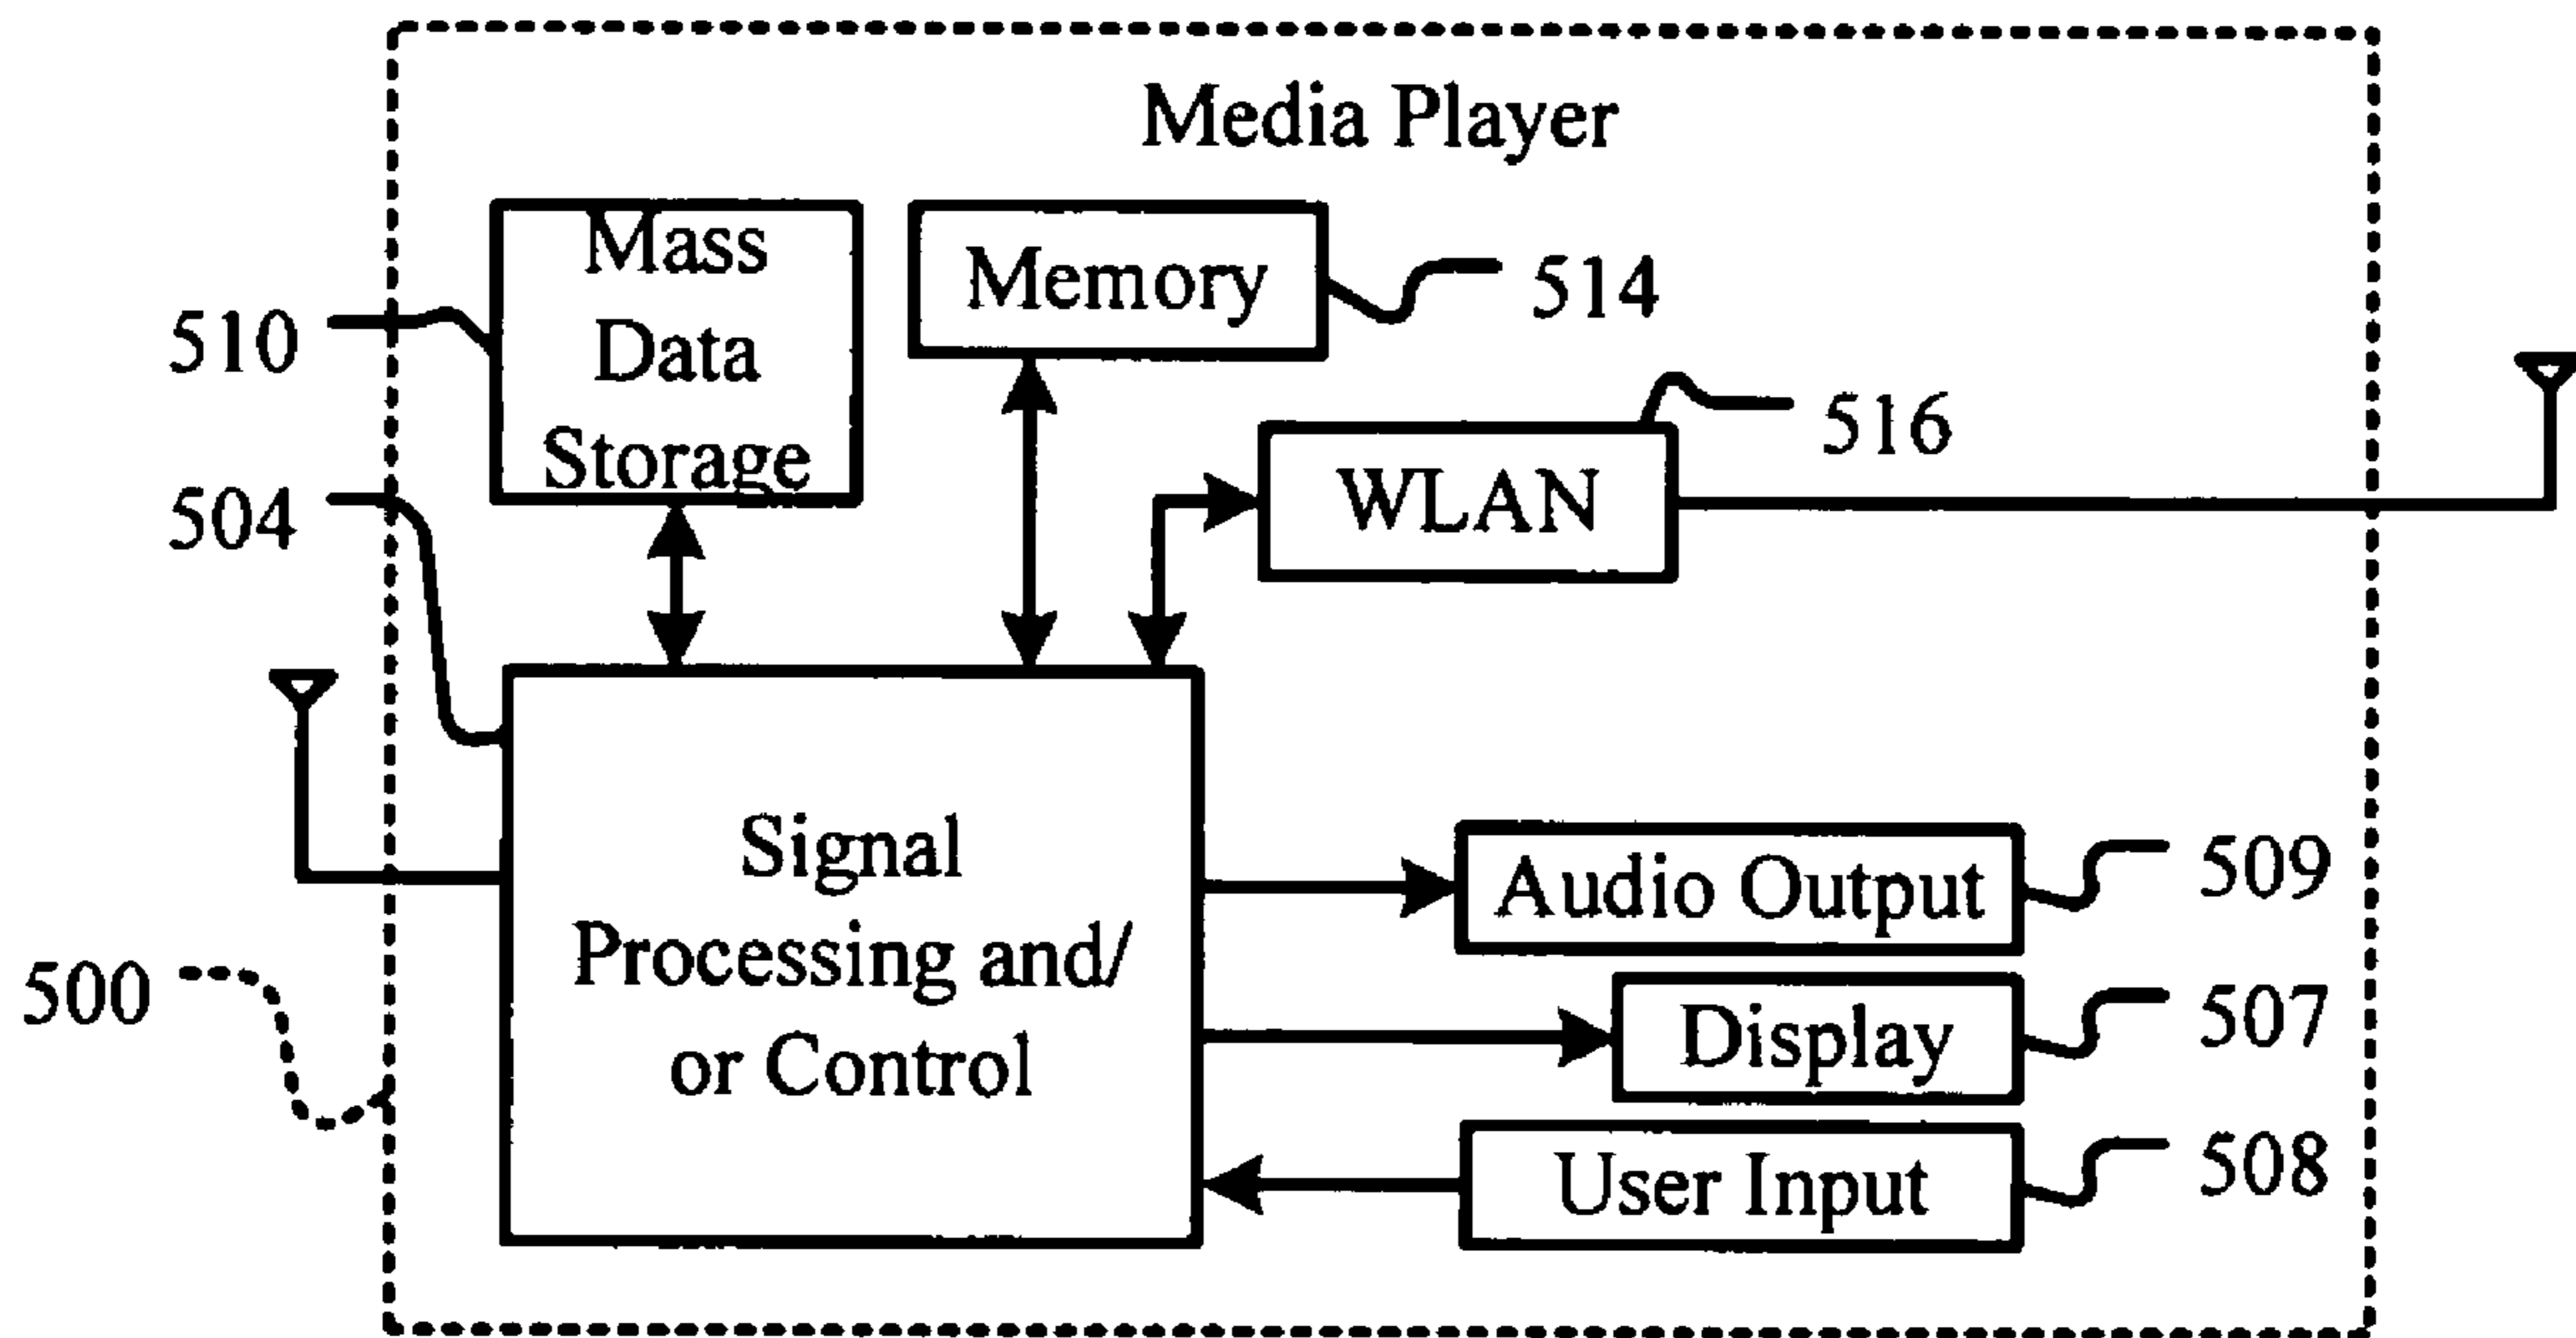 Media Player
Mass
Data
Storage
Memory
514
510
516
WLAN
504
Signal
Processing and/
or Control
Audio Output
509
500
Display
507
User Input
508